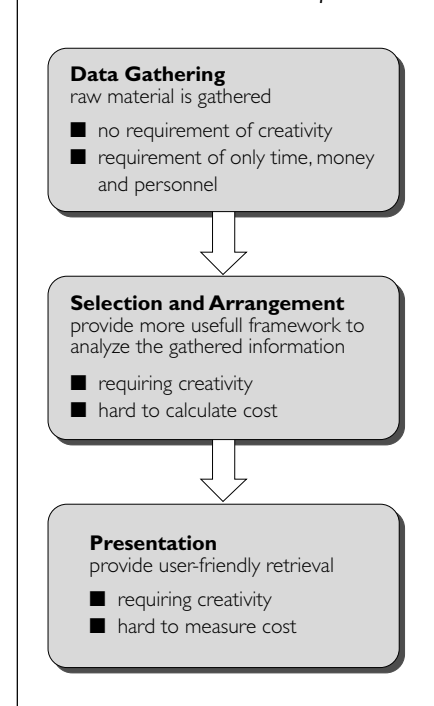 Data Gathering
raw material is gathered
■ no requirement of creativity
■ requirement of only time, money
and personnel
Selection and Arrangement
provide more usefull framework to
analyze the gathered information
■ requiring creativity
■ hard to calculate cost
Presentation
provide user-friendly retrieval
■ requiring creativity
■ hard to measure cost